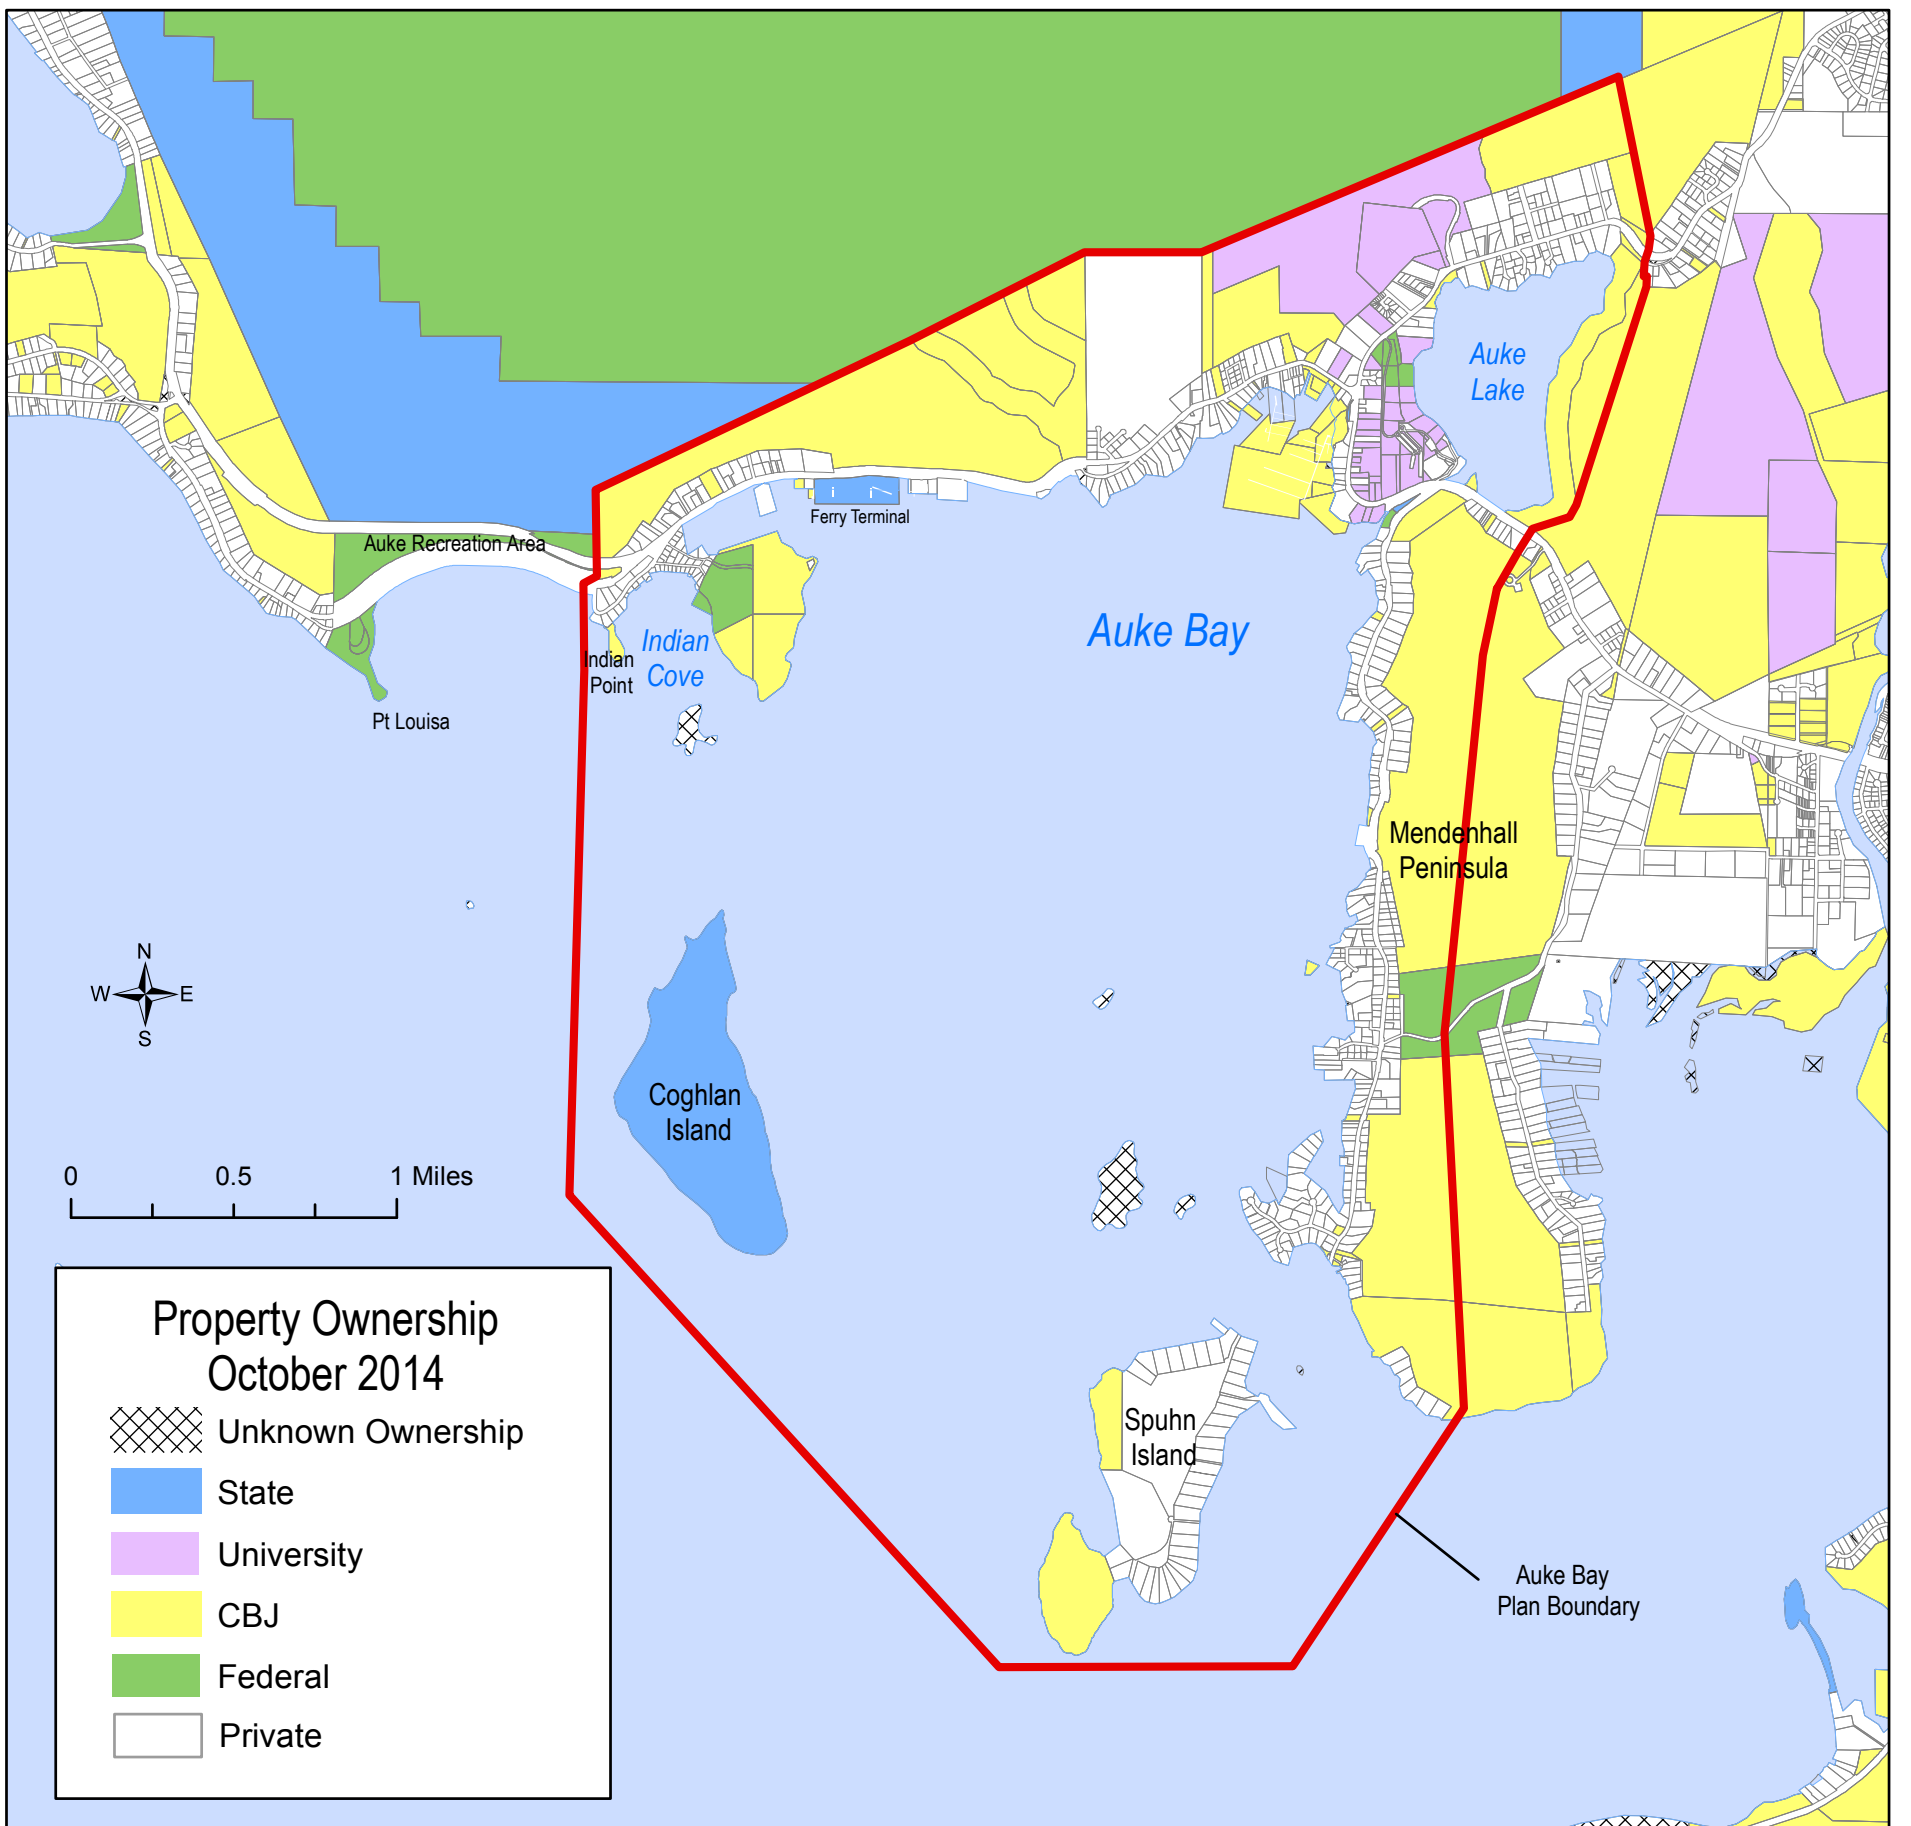 Auke
Lake
Ferry Terminal
Auke Recreation Area
Auke Bay
Indian
Cove
Indian
Point
Pt Louisa
Mendenhall
Peninsula
N
W E
S
Coghlan
Island
0 0.5 1 Miles
Property Ownership
October 2014
Unknown Ownership
State
University
CBJ
Federal
Private
Spuhn
Island
Auke Bay
Plan Boundary